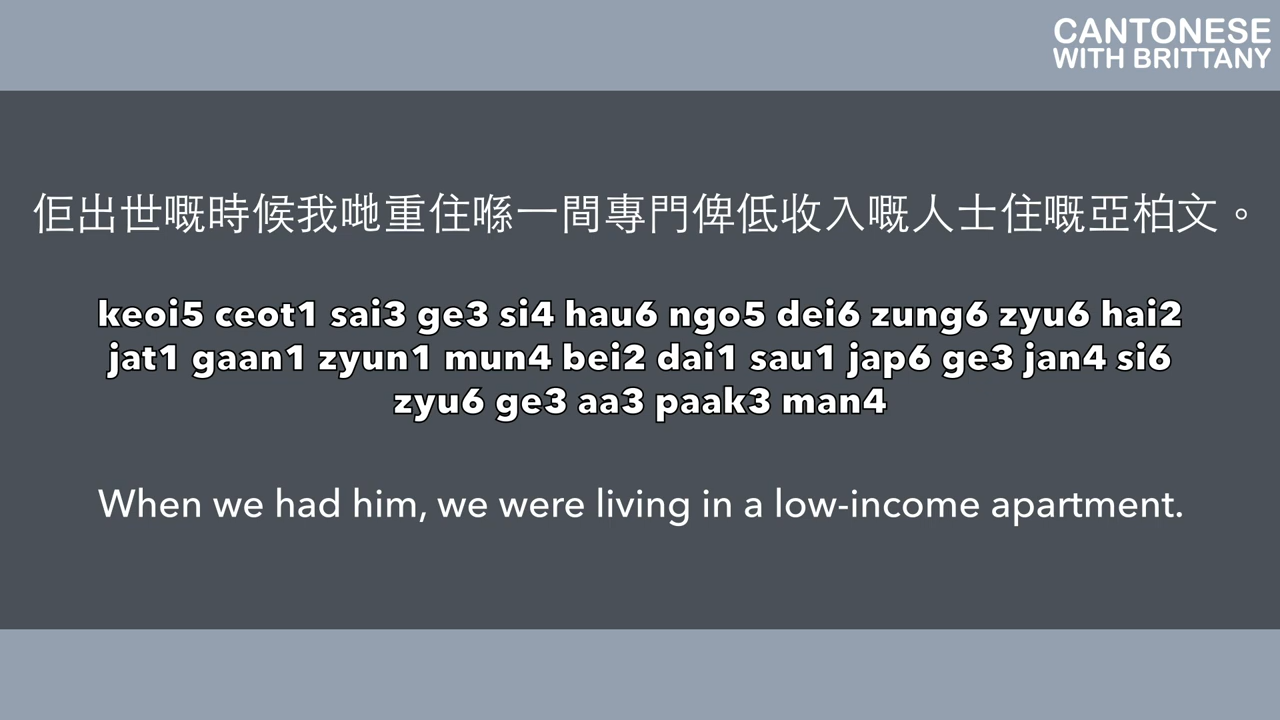 CANTONESE
WITH BRITTANY
佢出世嘅時候我哋重住喺一間專門俾低收入嘅人士住嘅亞柏文。
keoi5 ceot1 sai3 ge3 si4 hau6 ngo5 dei6 zung6 zyu6 hai2
jat1 gaan1 zyun1 mun4 bei2 dai1 sau1 jap6 ge3 jan4 si6
zyu6 ge3 aa3 paak3 man4
When we had him, we were living in a low-income apartment.